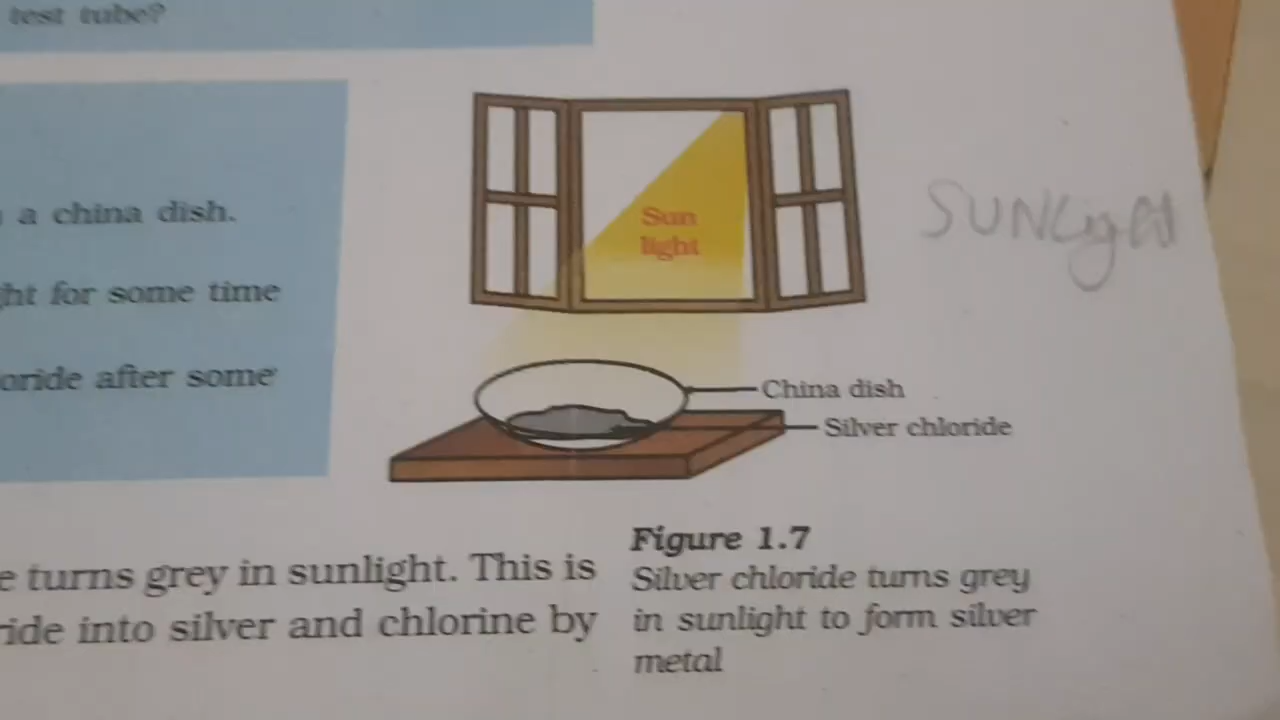 test tube?
a china dish.
ht for some time
oride after some
Sun
light
SUNLight
China dish
Silver chloride
e turns grey in sunlight. This is
ride into silver and chlorine by
Figure 1.7
Silver chloride turns grey
in sunlight to form silver
metal